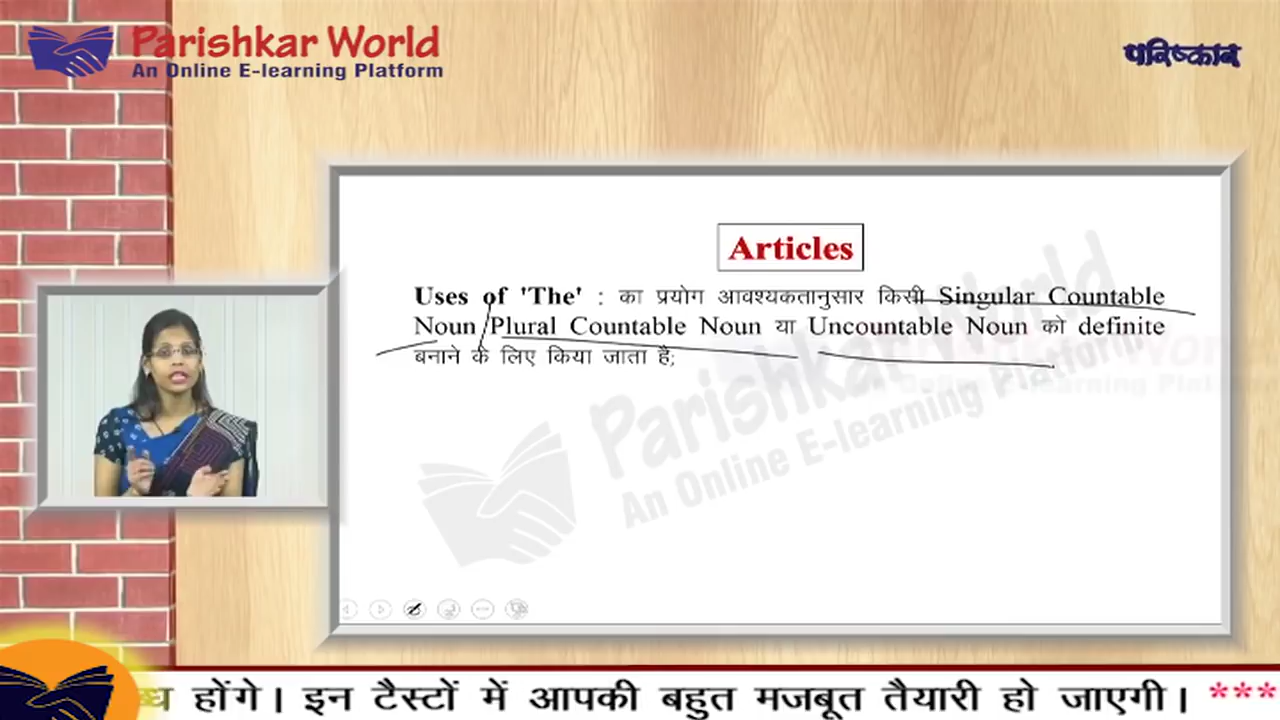 Parishkar World
An Online E-learning Platform
परिष्कार
Articles
Uses of 'The' : का प्रयोग आवश्यकतानुसार किसी Singular Countable
Noun / Plural Countable Noun या Uncountable Noun को definite
बनाने के लिए किया जाता है;
Parishkar World
An Online E-learning Platform
होंगे। इन टैस्टों में आपकी बहुत मजबूत तैयारी हो जाएगी। ***